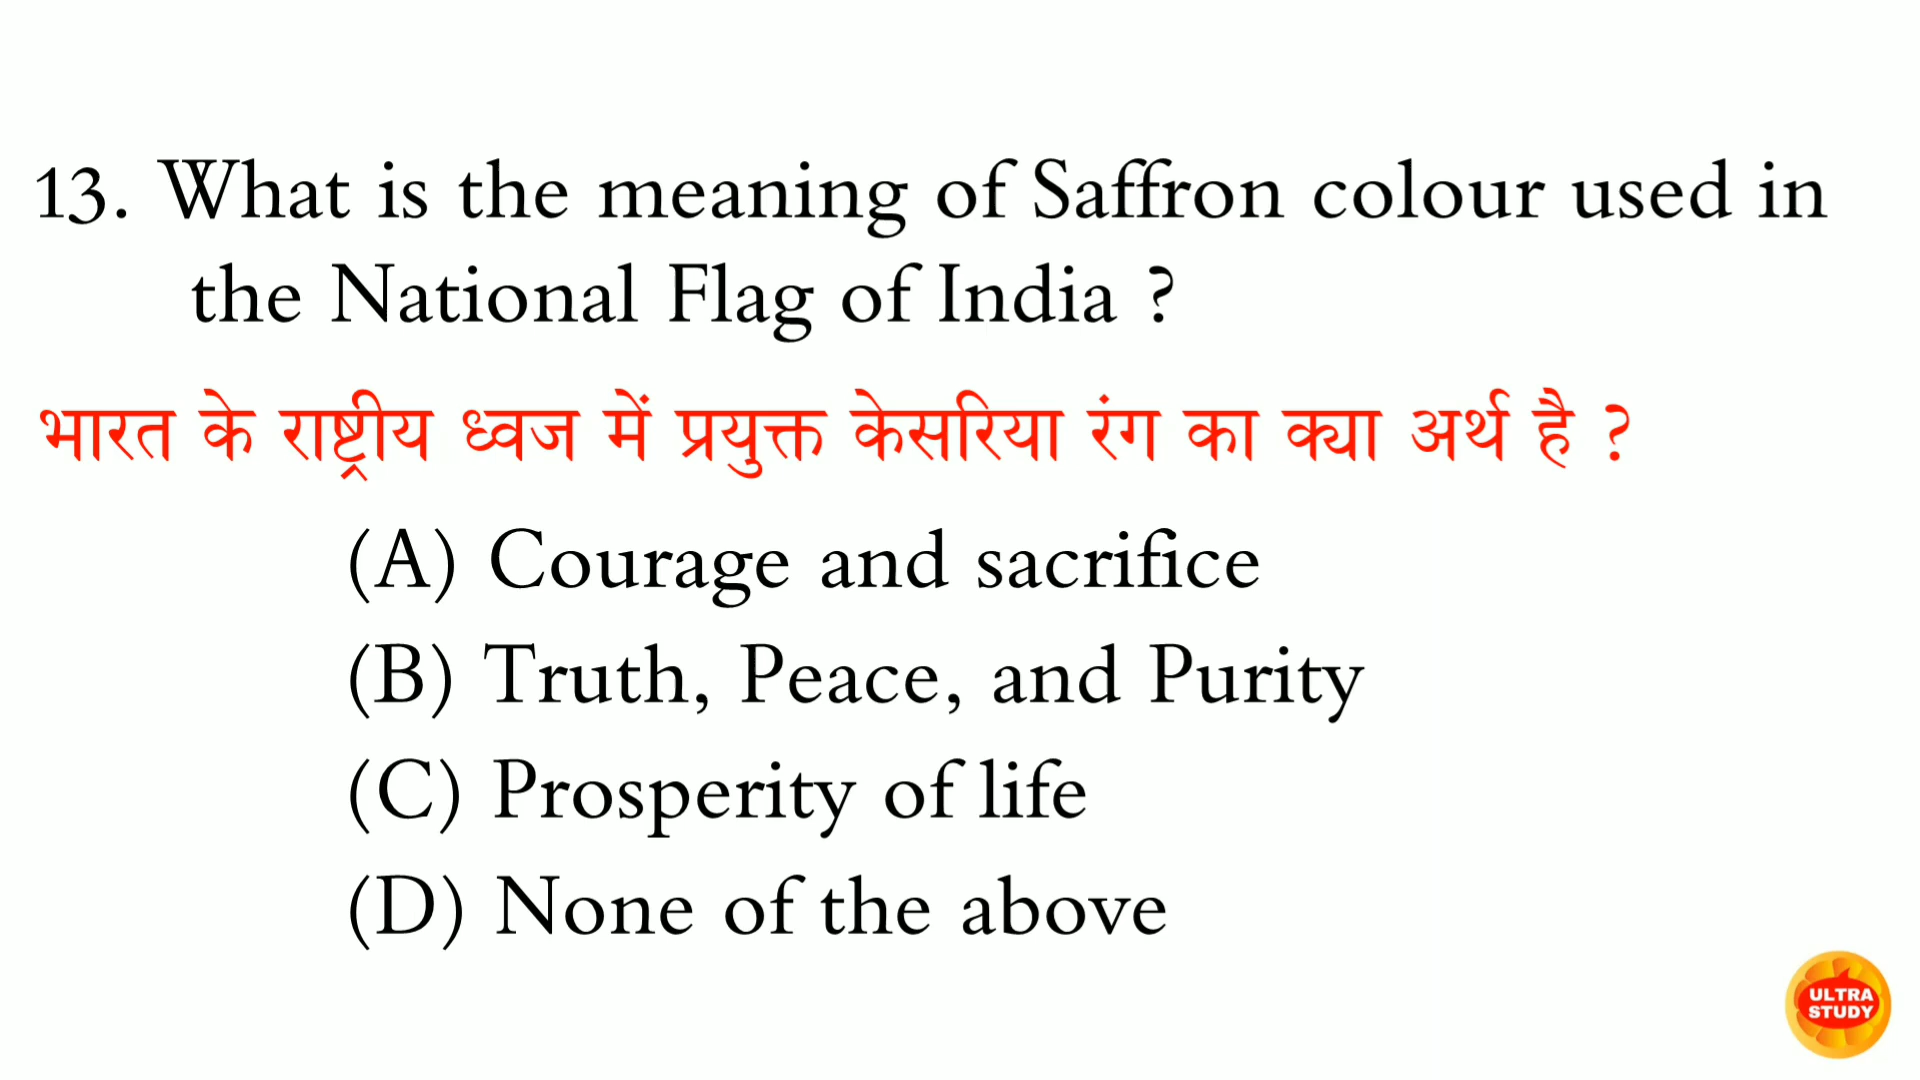 13. What is the meaning of Saffron colour used in
the National Flag of India ?
भारत के राष्ट्रीय ध्वज में प्रयुक्त केसरिया रंग का क्या अर्थ है ?
(A) Courage and sacrifice
(B) Truth, Peace, and Purity
(C) Prosperity of life
(D) None of the above
ULTRA
STUDY